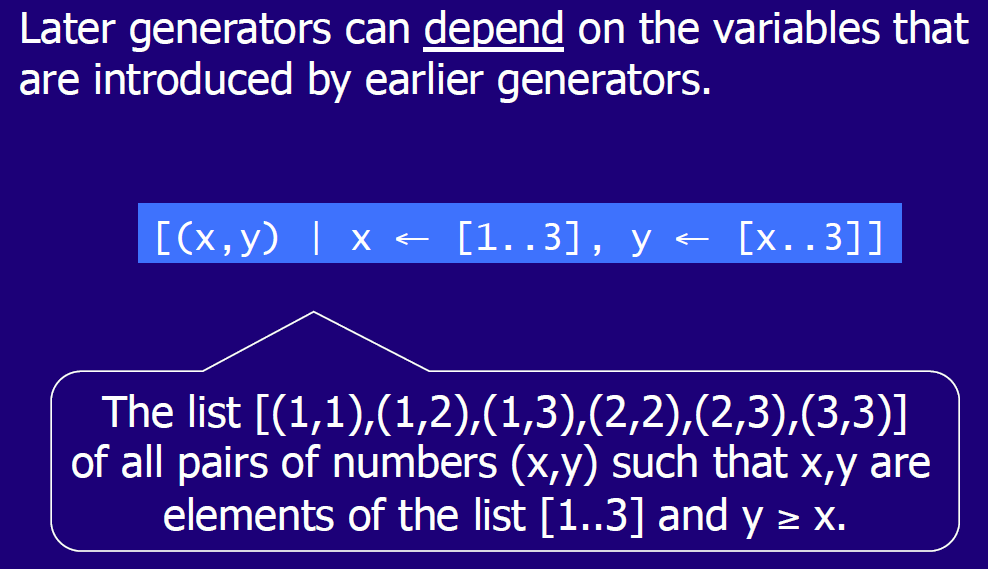 Later generators can depend on the variables that
are introduced by earlier generators.
[(x,y) | x ← [1..3], y ← [x..3]]
The list [(1,1),(1,2),(1,3),(2,2),(2,3),(3,3)]
of all pairs of numbers (x,y) such that x,y are
elements of the list [1..3] and y ≥ x.